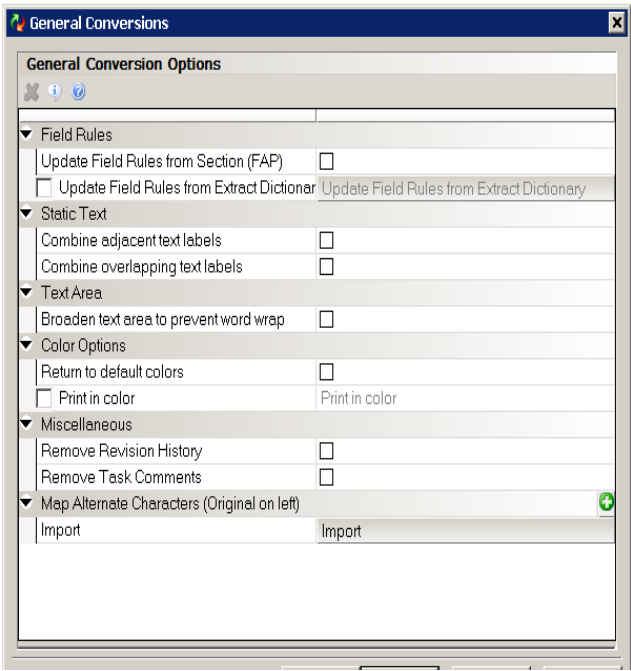 General Conversions
General Conversion Options
Field Rules
Update Field Rules from Section (FAP)
Update Field Rules from Extract Dictionar Update Field Rules from Extract Dictionary
Static Text
Combine adjacent text labels
Combine overlapping text labels
Text Area
Broaden text area to prevent word wrap
Color Options
Return to default colors
Print in color Print in color
Miscellaneous
Remove Revision History
Remove Task Comments
Map Alternate Characters (Original on left)
Import Import